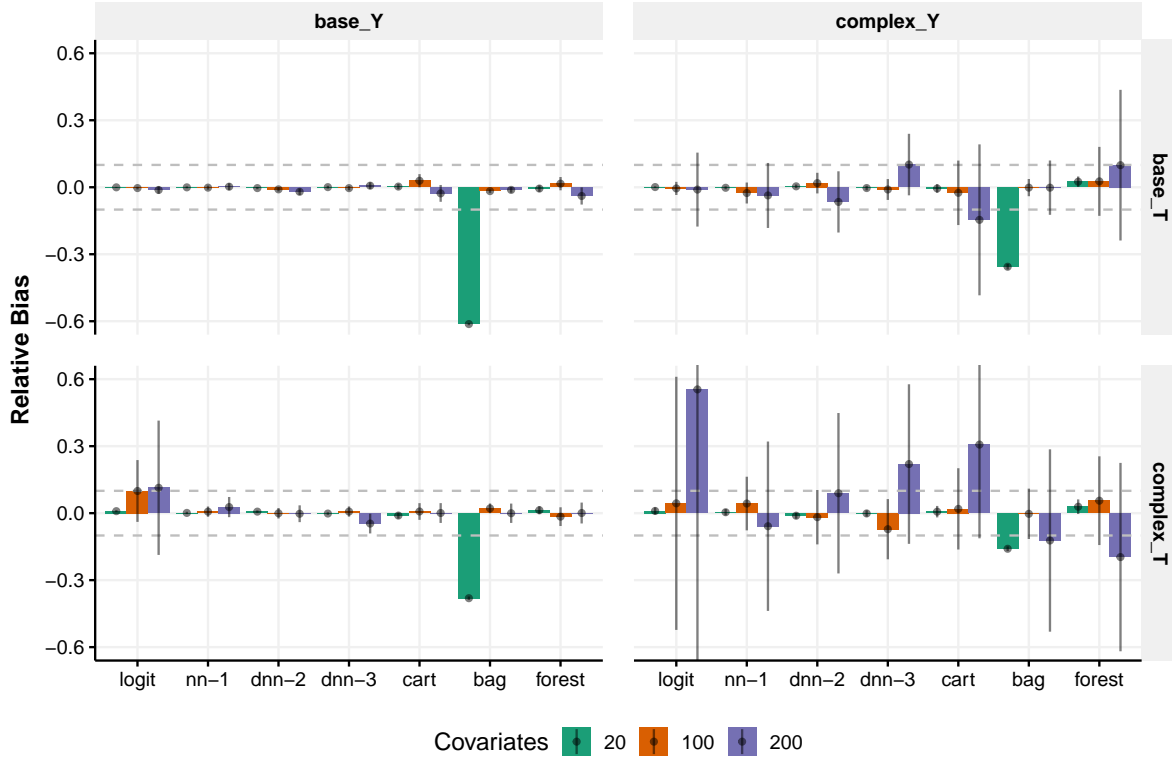 base_Y
complex_Y
0.6
0.3
0.0
−0.3
−0.6
base_T
Relative Bias
0.6
0.3
0.0
−0.3
−0.6
complex_T
logit nn−1 dnn−2 dnn−3 cart bag forest
logit nn−1 dnn−2 dnn−3 cart bag forest
Covariates 20 100 200